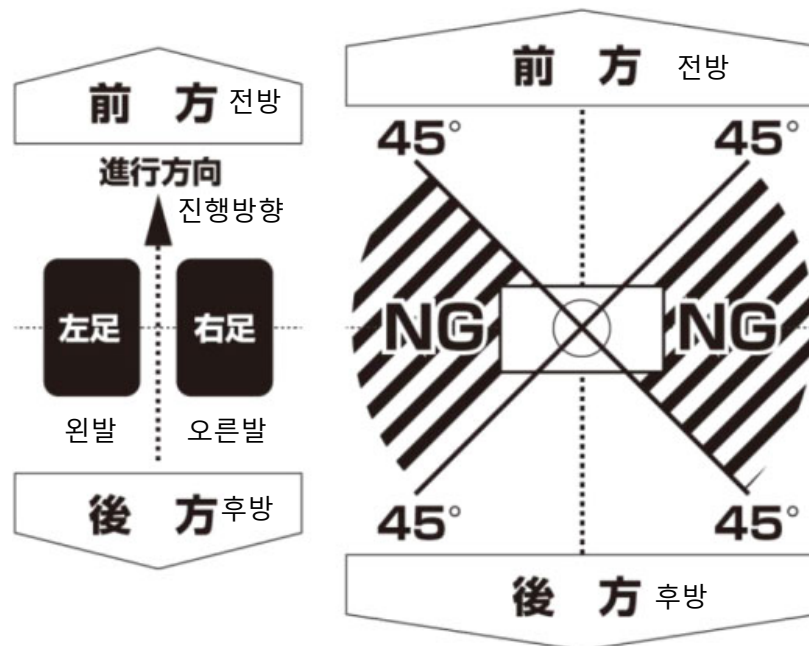 前 方 전방
進行方向
진행방향
左足
右足
왼발
오른발
後 方 후방
前 方 전방
45°
45°
NG
NG
45°
45°
後 方 후방